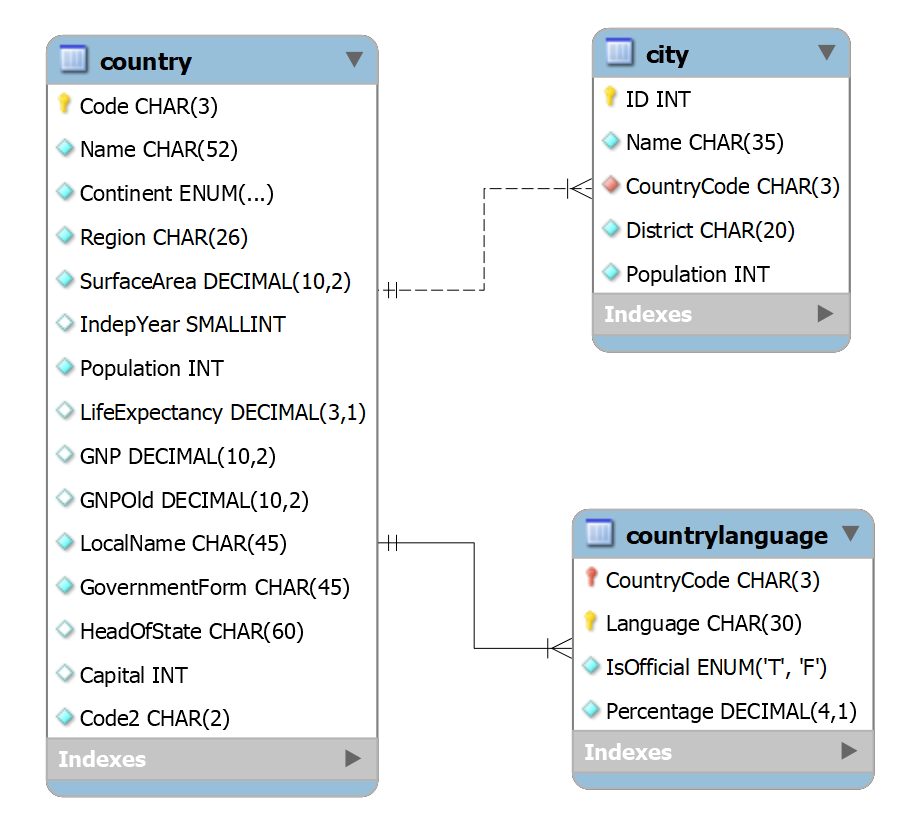 country
Code CHAR(3)
Name CHAR(52)
Continent ENUM(...)
Region CHAR(26)
SurfaceArea DECIMAL(10,2)
IndepYear SMALLINT
Population INT
LifeExpectancy DECIMAL(3,1)
GNP DECIMAL(10,2)
GNPOld DECIMAL(10,2)
LocalName CHAR(45)
GovernmentForm CHAR(45)
HeadOfState CHAR(60)
Capital INT
Code2 CHAR(2)
Indexes
city
ID INT
Name CHAR(35)
CountryCode CHAR(3)
District CHAR(20)
Population INT
Indexes
countrylanguage
CountryCode CHAR(3)
Language CHAR(30)
IsOfficial ENUM('T', 'F')
Percentage DECIMAL(4,1)
Indexes